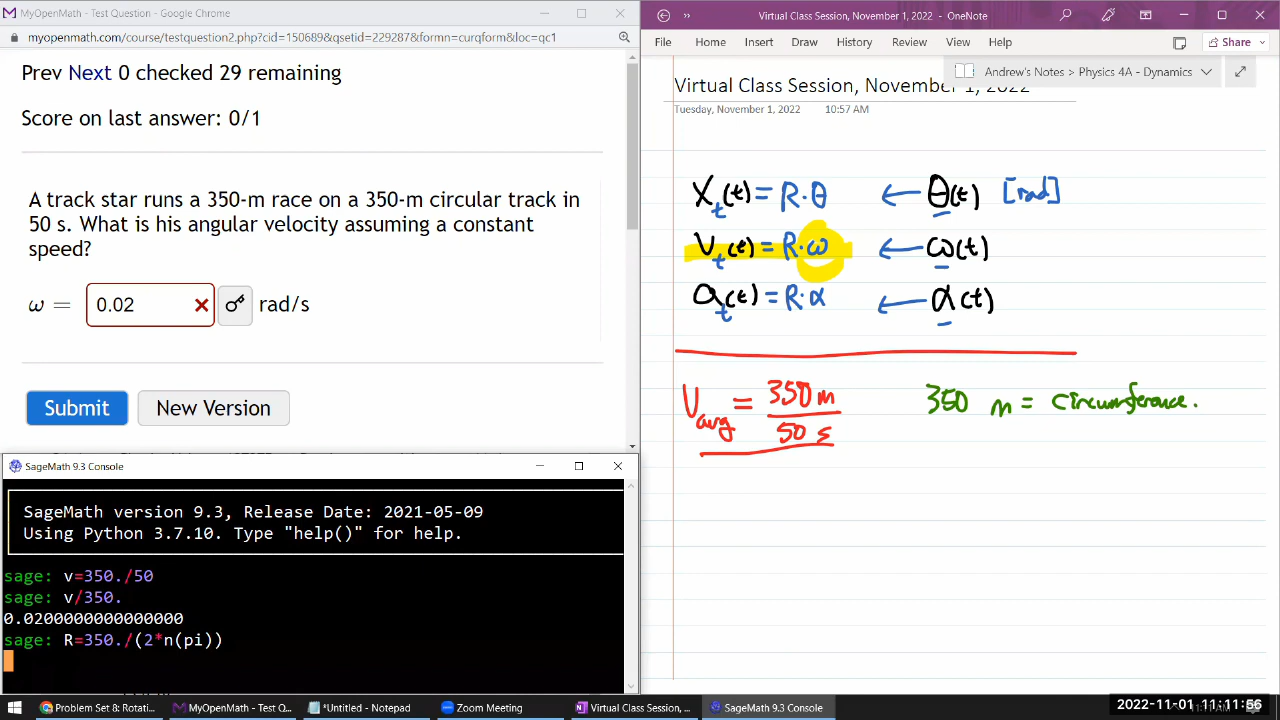 MyOpenMath - Test Question - Google Chrome
myopenmath.com/course/testquestion2.php?cid=150689&qsetid=229287&formn=curqform&loc=qc1
Prev Next 0 checked 29 remaining
Score on last answer: 0/1
A track star runs a 350-m race on a 350-m circular track in
50 s. What is his angular velocity assuming a constant
speed?
ω = 0.02 rad/s
Submit New Version
SageMath 9.3 Console
SageMath version 9.3, Release Date: 2021-05-09
Using Python 3.7.10. Type "help()" for help.
sage: v=350./50
sage: v/350.
0.0200000000000000
sage: R=350./(2*n(pi))
Virtual Class Session, November 1, 2022 - OneNote
File Home Insert Draw History Review View Help Share
Andrew's Notes > Physics 4A - Dynamics
Virtual Class Session, November 1, 2022
Tuesday, November 1, 2022 10:57 AM
Xt(t) = R·θ ← θ(t) [rad]
Vt(t) = R·ω ← ω(t)
at(t) = R·α ← α(t)
Vavg = 350m / 50 s
350 m = circumference.
Problem Set & Rotati... MyOpenMath - Test Q... *Untitled - Notepad Zoom Meeting Virtual Class Session, ... SageMath 9.3 Console
2022-11-01 11:11:56